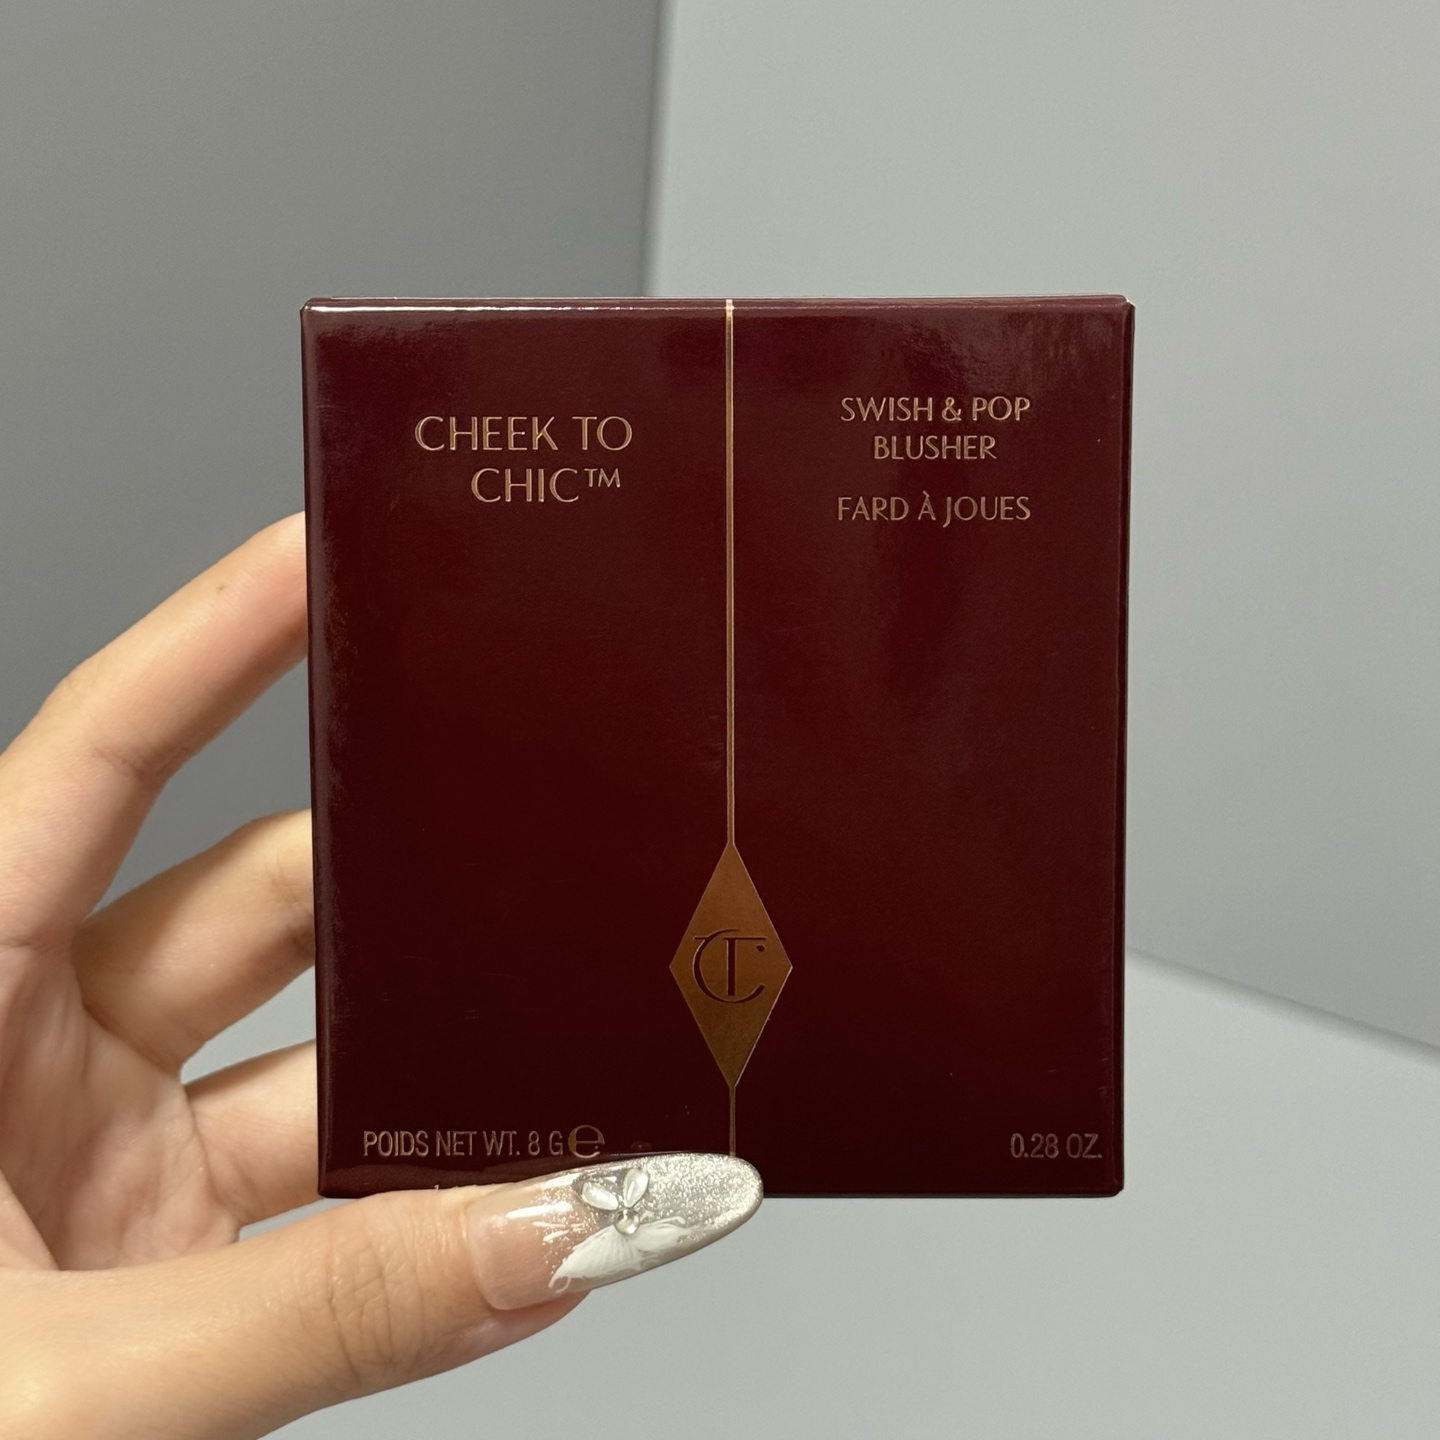 CHEEK TO
CHIC™
SWISH & POP
BLUSHER
FARD À JOUES
CT
POIDS NET WT. 8 G ℮
0.28 OZ.